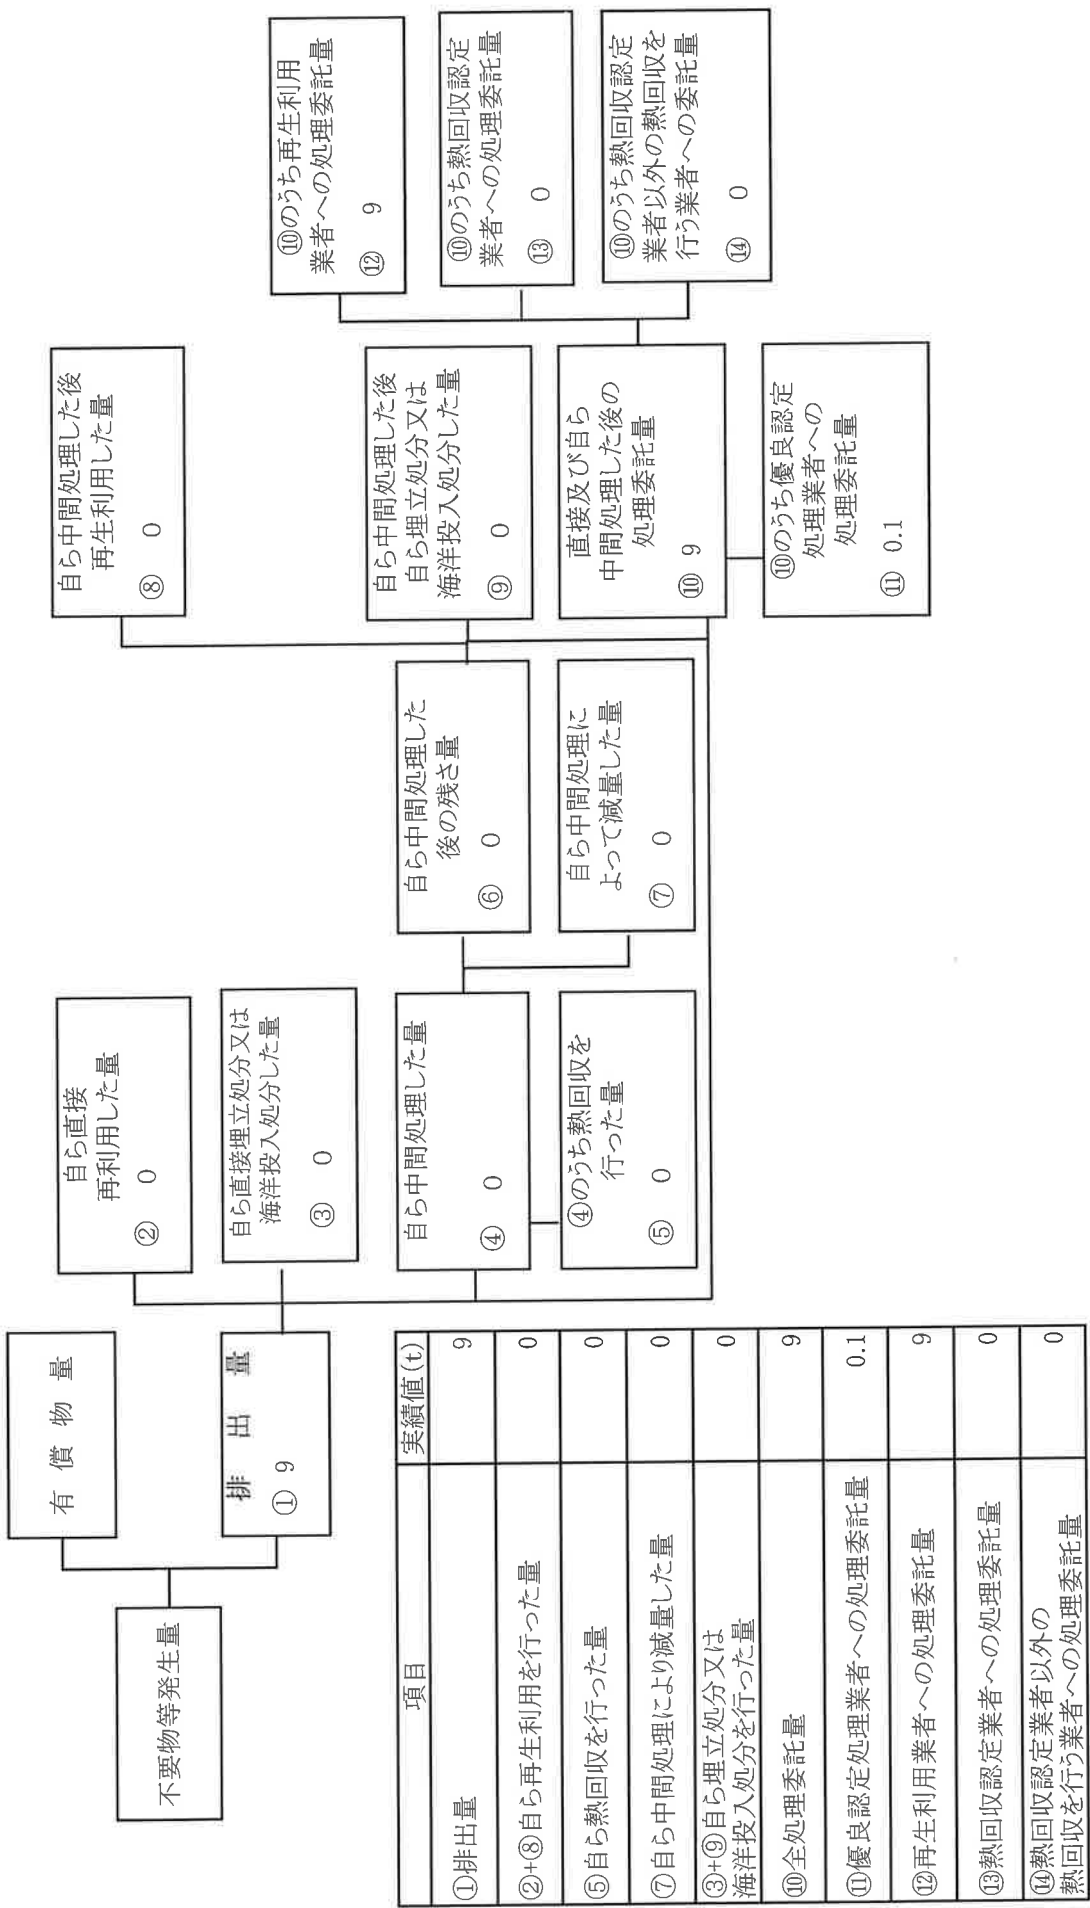 不要物等発生量
有償物量
排出量
① 9
自ら直接
再利用した量
② 0
自ら直接埋立処分又は
海洋投入処分した量
③ 0
自ら中間処理した量
④ 0
④のうち熱回収を
行った量
⑤ 0
自ら中間処理した
後の残さ量
⑥ 0
自ら中間処理に
よって減量した量
⑦ 0
自ら中間処理した後
再生利用した量
⑧ 0
自ら中間処理した後
自ら埋立処分又は
海洋投入処分した量
⑨ 0
直接及び自ら
中間処理した後の
処理委託量
⑩ 9
⑩のうち優良認定
処理業者への
処理委託量
⑪ 0.1
⑩のうち再生利用
業者への処理委託量
⑫ 9
⑩のうち熱回収認定
業者への処理委託量
⑬ 0
⑩のうち熱回収認定
業者以外の熱回収を
行う業者への委託量
⑭ 0
項目 実績値(t)
①排出量 9
②+⑧自ら再生利用を行った量 0
⑤自ら熱回収を行った量 0
⑦自ら中間処理により減量した量 0
③+⑨自ら埋立処分又は
海洋投入処分を行った量 0
⑩全処理委託量 9
⑪優良認定処理業者への処理委託量 0.1
⑫再生利用業者への処理委託量 9
⑬熱回収認定業者への処理委託量 0
⑭熱回収認定業者以外の
熱回収を行う業者への処理委託量 0